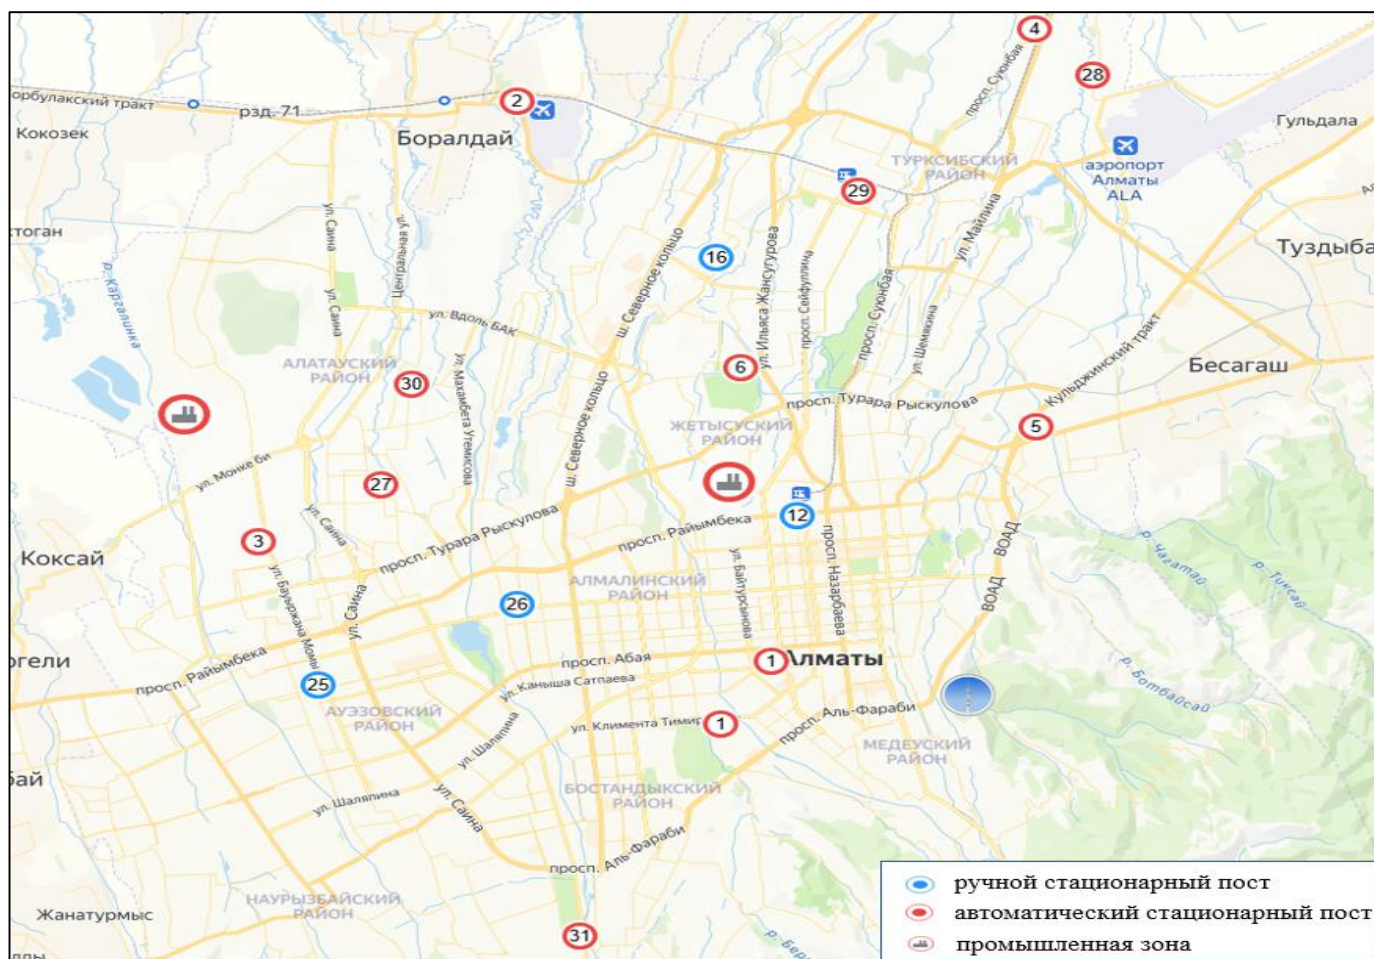 4
28
2
орбулакский тракт
рзд. 71
просп. Суюнбая
Гульдала
Кокозек
Боралдай
аэропорт
Алматы
ALA
ТУРКСИБСКИЙ
РАЙОН
29
ктоган
ул. Саина
Центральная ул.
ш. Северное кольцо
16
ул. Ильяса Жансугурова
просп. Сейфуллина
ул. Майлина
Туздыба
р. Каргалинка
ул. Саина
ул. Вдоль БАК
просп. Суюнбая
ул. Шемякина
Кульджинский тракт
АЛАТАУСКИЙ
РАЙОН
30
ул. Махамбета Утемисова
ш. Северное кольцо
6
Бесагаш
просп. Турара Рыскулова
ЖЕТЫСУСКИЙ
РАЙОН
5
ул. Монке би
27
ул. Саина
просп. Турара Рыскулова
просп. Райымбека
12
3
Коксай
ВОАД
р. Чагатай
р. Тиксай
ул. Бауыржана Момы
ул. Саина
АЛМАЛИНСКИЙ
РАЙОН
ул. Байтурсынова
просп. Назарбаева
ВОАД
26
ргели
просп. Райымбека
25
просп. Абая
ул. Каныша Сатпаева
1
Алматы
р. Ботбайсай
АУЭЗОВСКИЙ
РАЙОН
ул. Шаляпина
ул. Климента Тимир
1
просп. Аль-Фараби
МЕДЕУСКИЙ
РАЙОН
бай
ул. Шаляпина
ул. Саина
БОСТАНДЫКСКИЙ
РАЙОН
просп. Аль-Фараби
НАУРЫЗБАЙСКИЙ
РАЙОН
Жанатурмыс
31
р. Бер
ручной стационарный пост
автоматический стационарный пост
промышленная зона